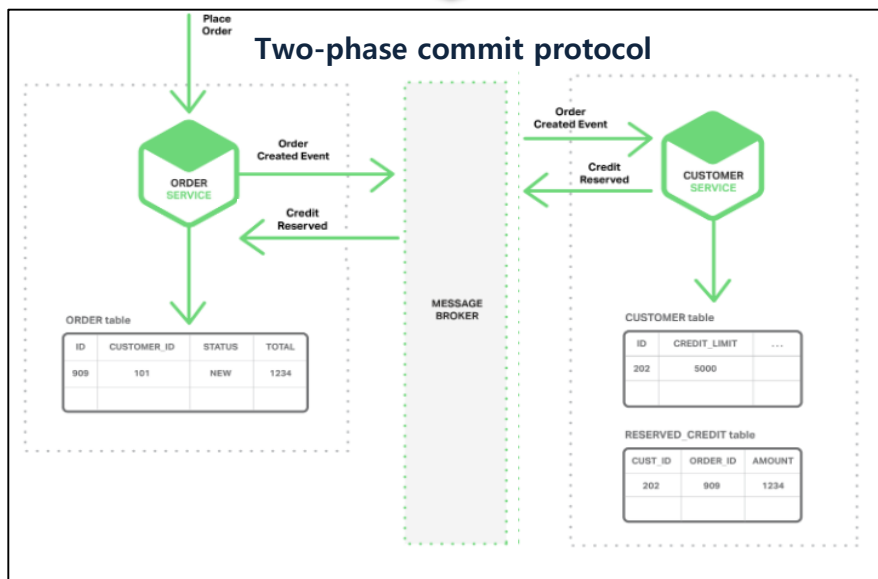 Place
Order
Two-phase commit protocol
Order
Created Event
ORDER
SERVICE
Credit
Reserved
MESSAGE
BROKER
Order
Created Event
Credit
Reserved
CUSTOMER
SERVICE
ORDER table
ID CUSTOMER_ID STATUS TOTAL
909 101 NEW 1234
CUSTOMER table
ID CREDIT_LIMIT ...
202 5000
RESERVED_CREDIT table
CUST_ID ORDER_ID AMOUNT
202 909 1234